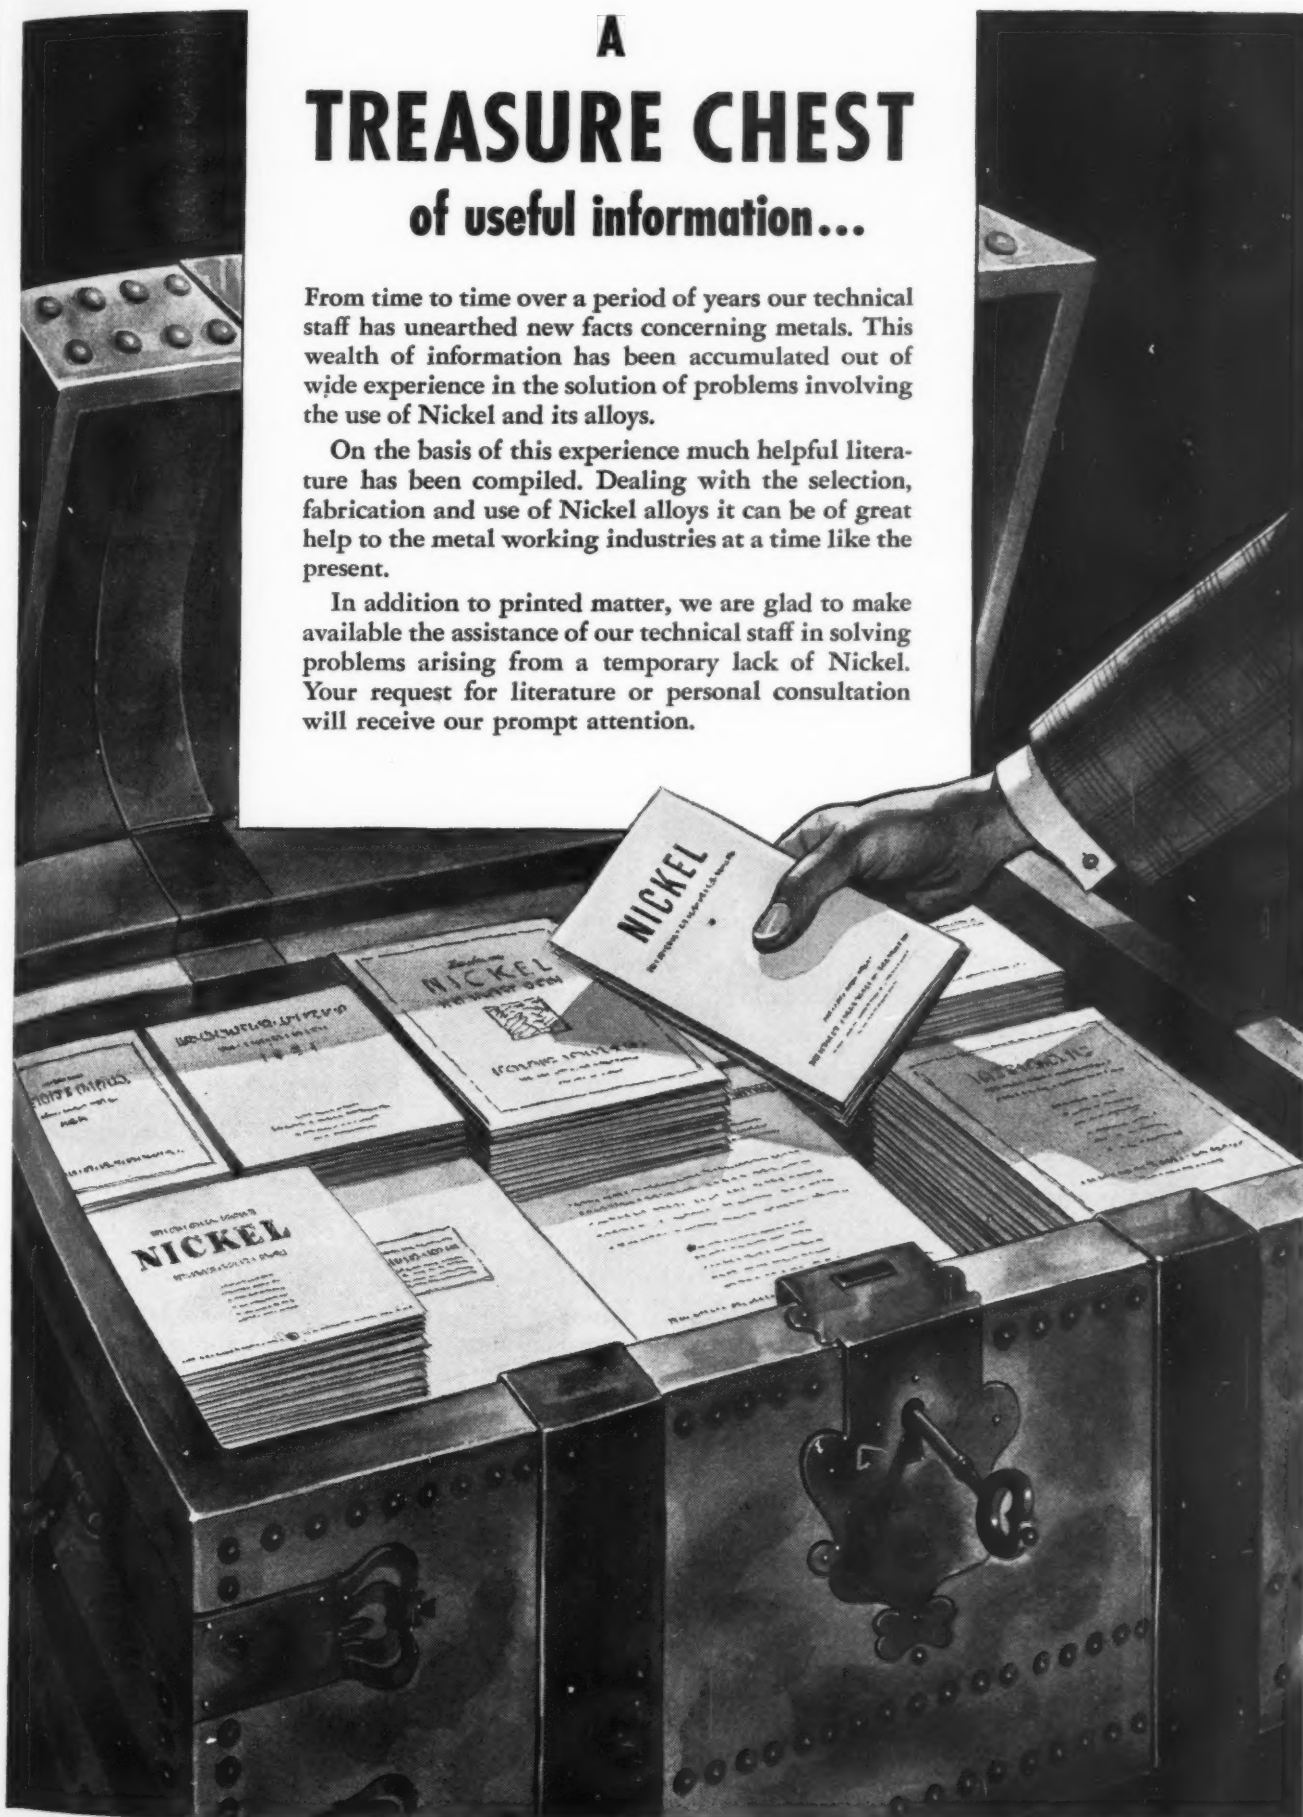 A
TREASURE CHEST
of useful information...
From time to time over a period of years our technical
staff has unearthed new facts concerning metals. This
wealth of information has been accumulated out of
wide experience in the solution of problems involving
the use of Nickel and its alloys.
On the basis of this experience much helpful litera-
ture has been compiled. Dealing with the selection,
fabrication and use of Nickel alloys it can be of great
help to the metal working industries at a time like the
present.
In addition to printed matter, we are glad to make
available the assistance of our technical staff in solving
problems arising from a temporary lack of Nickel.
Your request for literature or personal consultation
will receive our prompt attention.
NICKEL
NICKEL
NICKEL